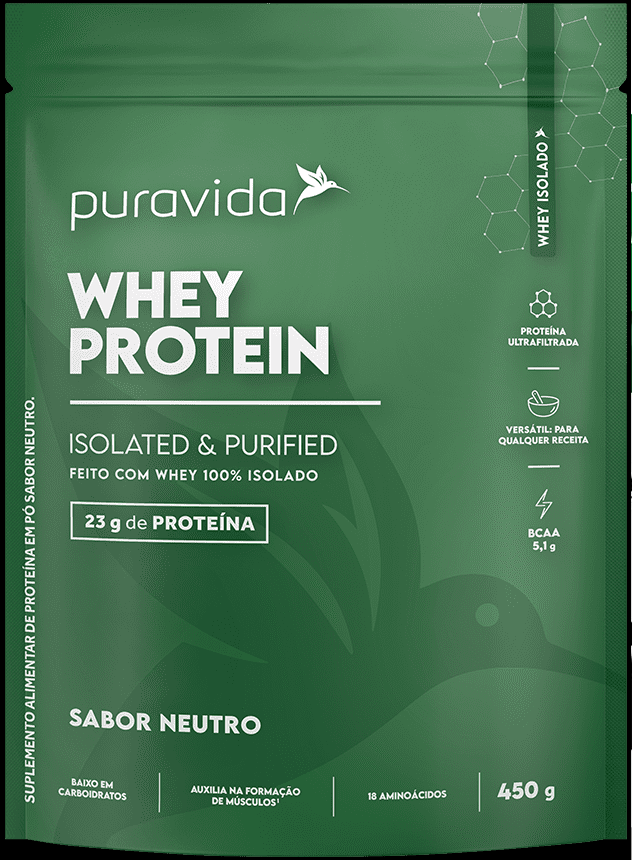 puravida
WHEY ISOLADO
WHEY
PROTEIN
ISOLATED & PURIFIED
FEITO COM WHEY 100% ISOLADO
23 g de PROTEÍNA
PROTEÍNA
ULTRAFILTRADA
VERSÁTIL: PARA
QUALQUER RECEITA
BCAA
5,1 g
SUPLEMENTO ALIMENTAR DE PROTEÍNA EM PÓ SABOR NEUTRO.
SABOR NEUTRO
BAIXO EM
CARBOIDRATOS
AUXILIA NA FORMAÇÃO
DE MÚSCULOS¹
18 AMINOÁCIDOS
450 g